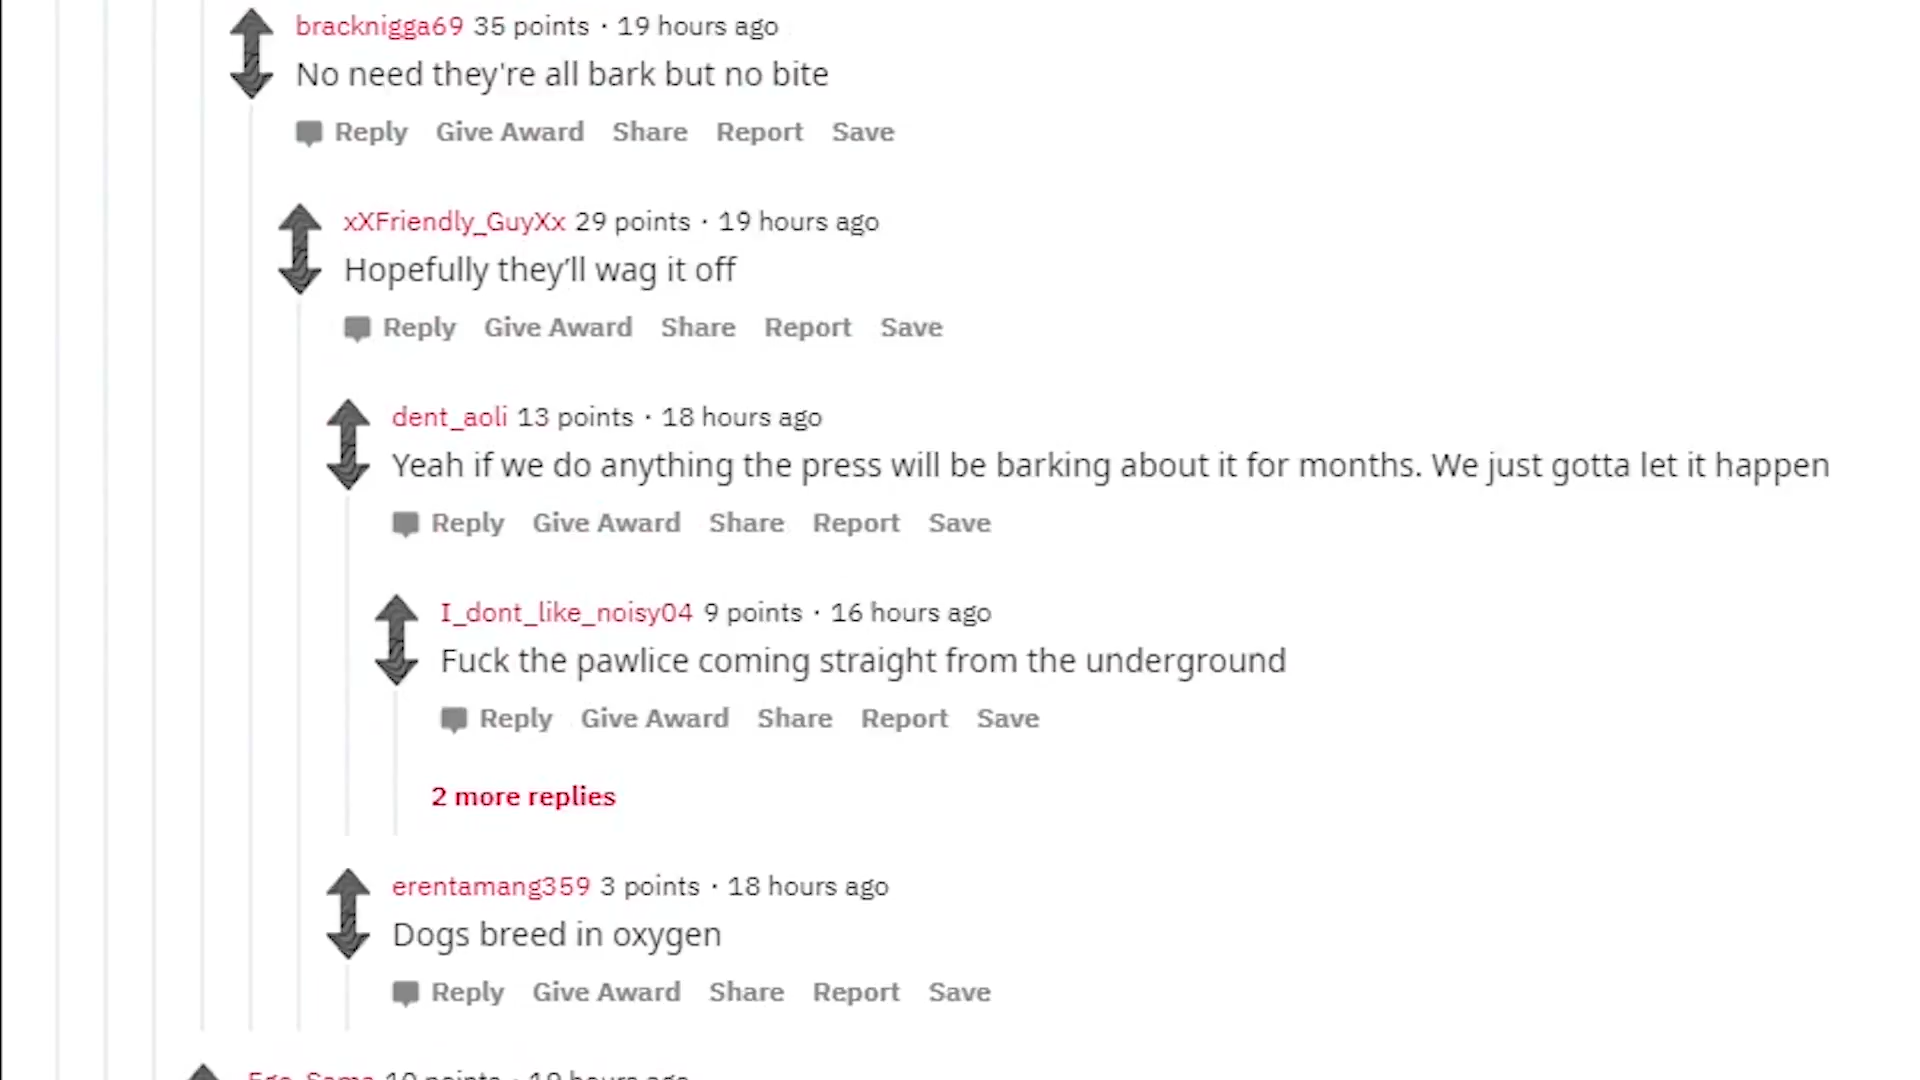 bracknigga69 35 points · 19 hours ago
No need they're all bark but no bite
Reply Give Award Share Report Save
xXFriendly_GuyXx 29 points · 19 hours ago
Hopefully they’ll wag it off
Reply Give Award Share Report Save
dent_aoli 13 points · 18 hours ago
Yeah if we do anything the press will be barking about it for months. We just gotta let it happen
Reply Give Award Share Report Save
I_dont_like_noisy04 9 points · 16 hours ago
Fuck the pawlice coming straight from the underground
Reply Give Award Share Report Save
2 more replies
erentamang359 3 points · 18 hours ago
Dogs breed in oxygen
Reply Give Award Share Report Save
10 points · 19 hours ago